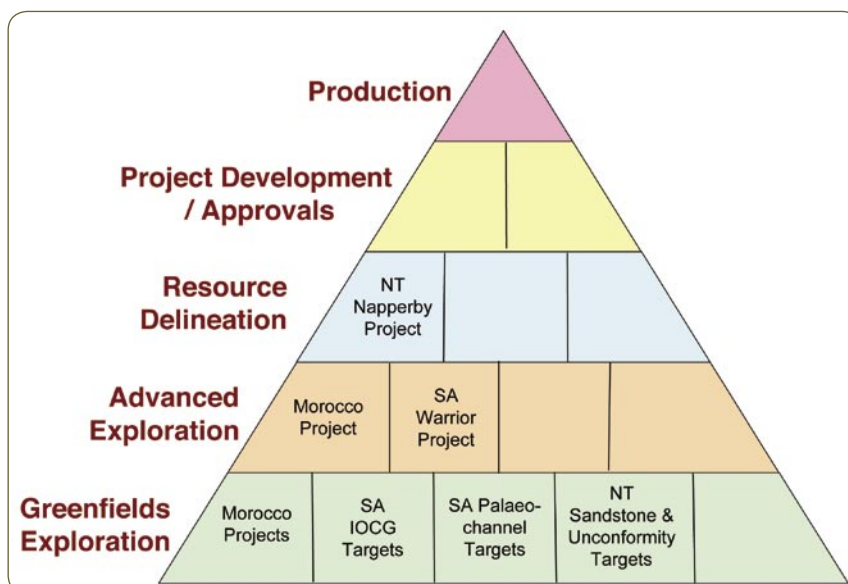 Production
Project Development
/ Approvals
Resource
Delineation
NT
Napperby
Project
Advanced
Exploration
Morocco
Project
SA
Warrior
Project
Greenfields
Exploration
Morocco
Projects
SA
IOCG
Targets
SA Palaeo-
channel
Targets
NT
Sandstone &
Unconformity
Targets